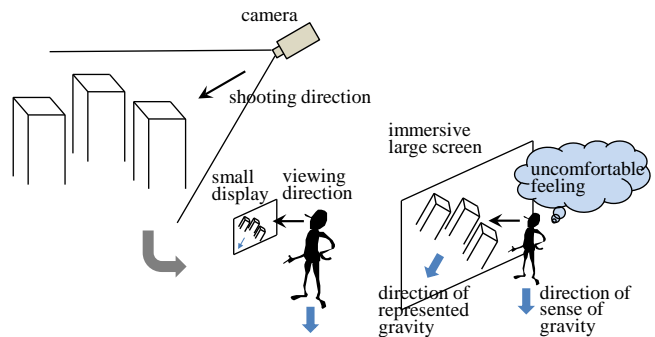 camera
shooting direction
small
display
viewing
direction
immersive
large screen
uncomfortable
feeling
direction of
represented
gravity
direction of
sense of
gravity